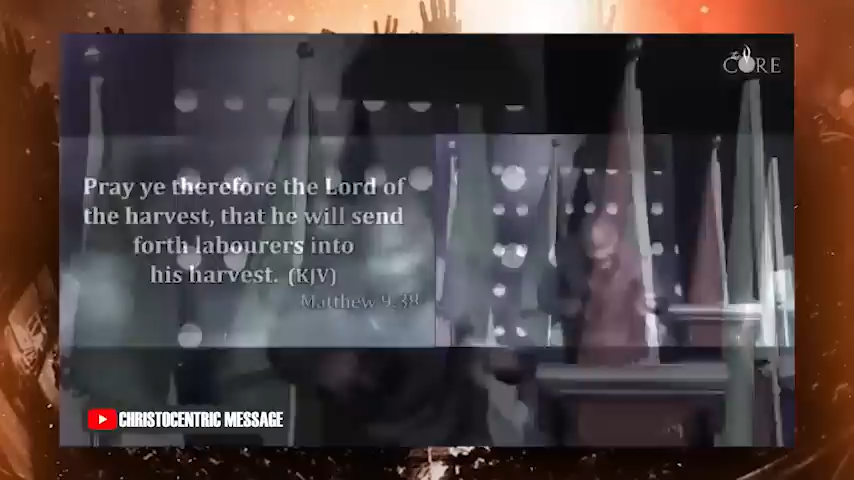 The CORE
Pray ye therefore the Lord of
the harvest, that he will send
forth labourers into
his harvest. (KJV)
Matthew 9:38
CHRISTOCENTRIC MESSAGE